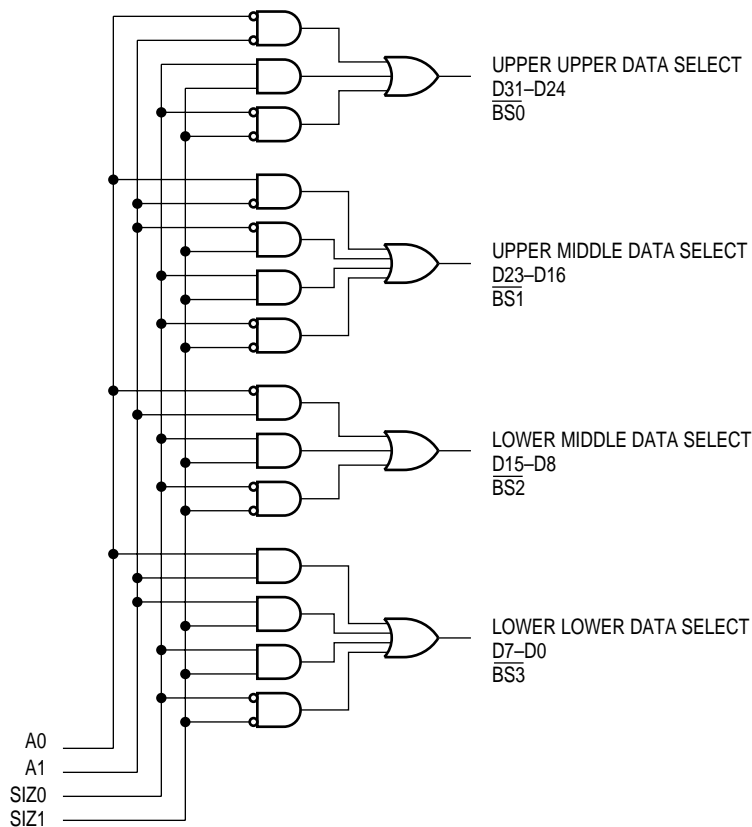 UPPER UPPER DATA SELECT
D31–D24
BS0
UPPER MIDDLE DATA SELECT
D23–D16
BS1
LOWER MIDDLE DATA SELECT
D15–D8
BS2
LOWER LOWER DATA SELECT
D7–D0
BS3
A0
A1
SIZ0
SIZ1